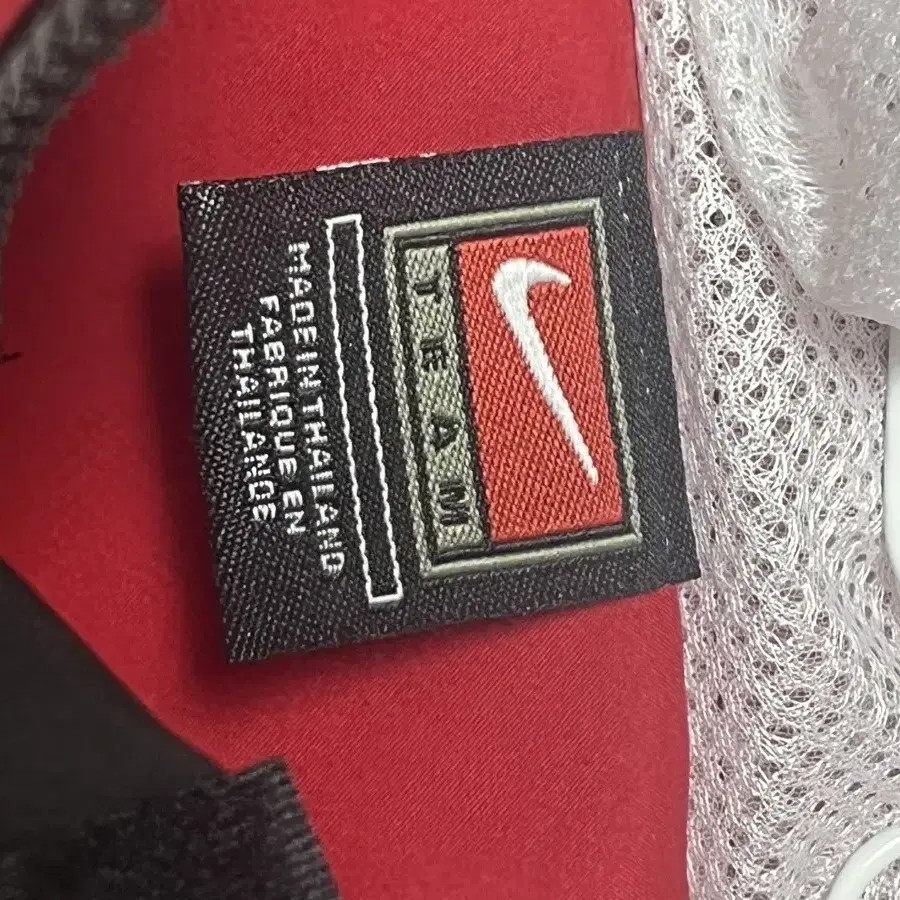 TEAM
MADE IN THAILAND
FABRIQUE EN
THAILANDE